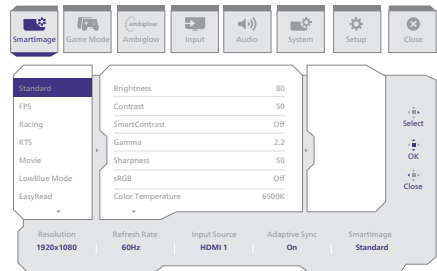 ambiglow
SmartImage Game Mode Ambiglow Input Audio System Setup Close
Standard
FPS
Racing
RTS
Movie
LowBlue Mode
EasyRead
Brightness 80
Contrast 50
SmartContrast Off
Gamma 2.2
Sharpness 50
sRGB Off
Color Temperature 6500K
Select
OK
Close
Resolution Refresh Rate Input Source Adaptive Sync SmartImage
1920x1080 60Hz HDMI 1 On Standard